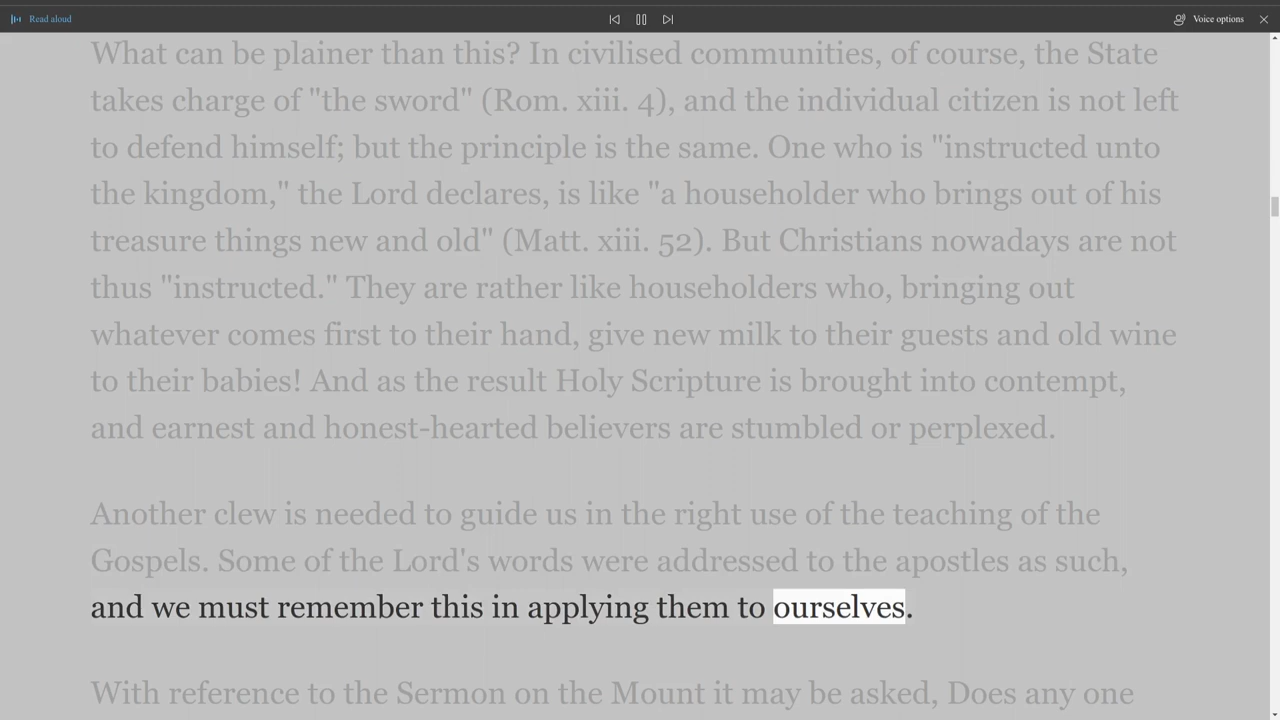 Read aloud
Voice options
What can be plainer than this? In civilised communities, of course, the State
takes charge of "the sword" (Rom. xiii. 4), and the individual citizen is not left
to defend himself; but the principle is the same. One who is "instructed unto
the kingdom," the Lord declares, is like "a householder who brings out of his
treasure things new and old" (Matt. xiii. 52). But Christians nowadays are not
thus "instructed." They are rather like householders who, bringing out
whatever comes first to their hand, give new milk to their guests and old wine
to their babies! And as the result Holy Scripture is brought into contempt,
and earnest and honest-hearted believers are stumbled or perplexed.
Another clew is needed to guide us in the right use of the teaching of the
Gospels. Some of the Lord's words were addressed to the apostles as such,
and we must remember this in applying them to ourselves.
With reference to the Sermon on the Mount it may be asked, Does any one